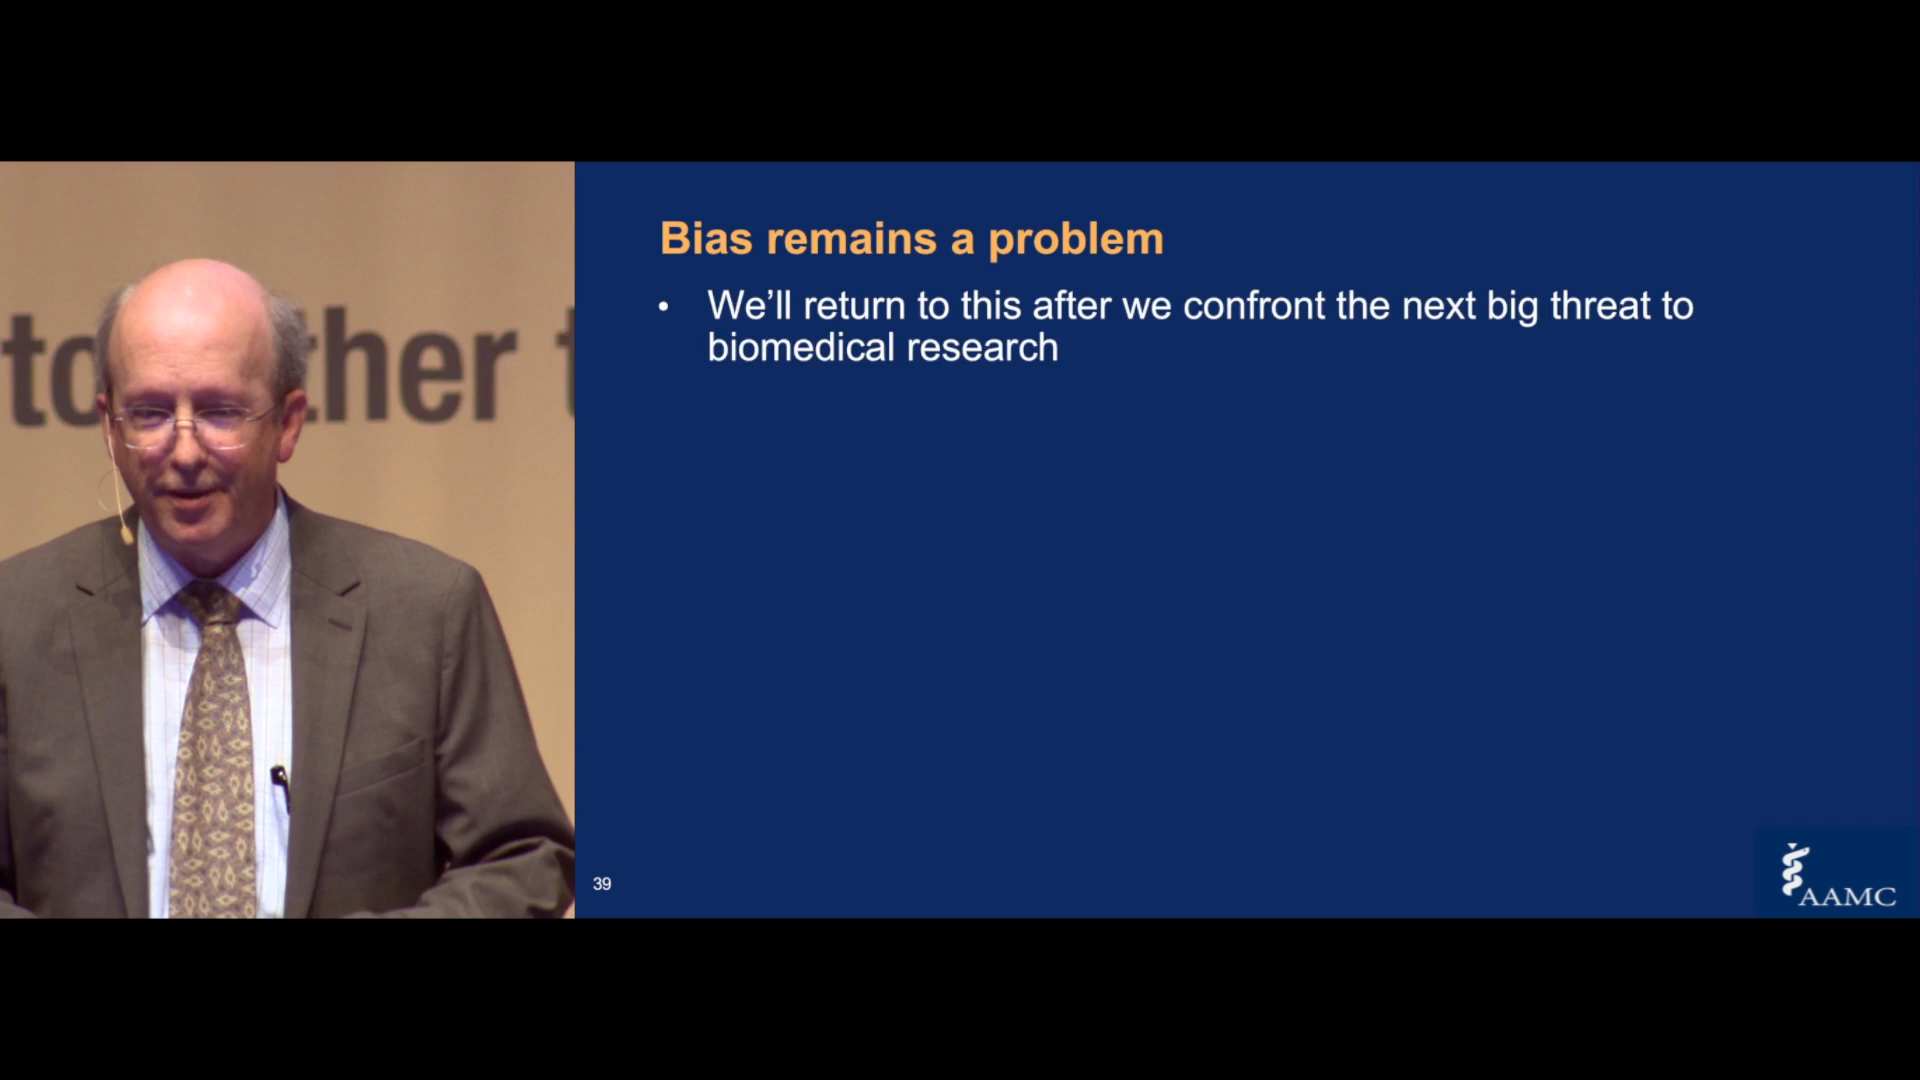 together t
Bias remains a problem
• We’ll return to this after we confront the next big threat to
biomedical research
39
AAMC